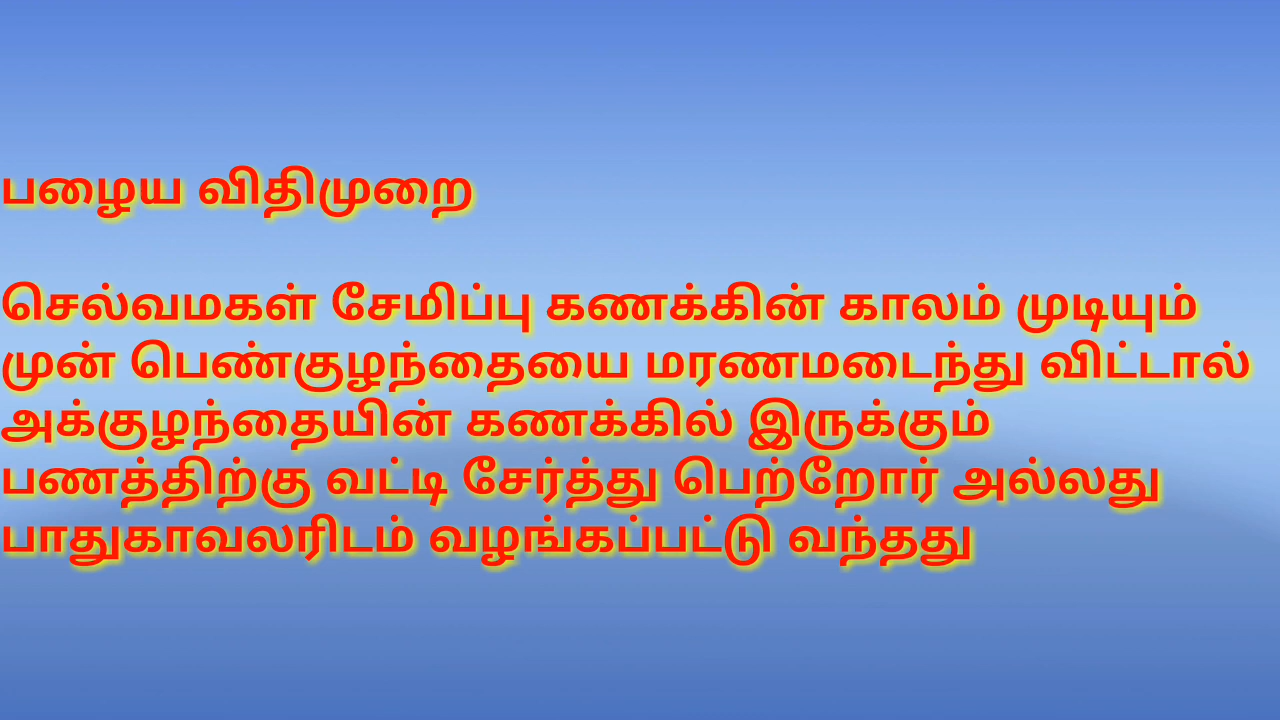 பழைய விதிமுறை
செல்வமகள் சேமிப்பு கணக்கின் காலம் முடியும்
முன் பெண்குழந்தையை மரணமடைந்து விட்டால்
அக்குழந்தையின் கணக்கில் இருக்கும்
பணத்திற்கு வட்டி சேர்த்து பெற்றோர் அல்லது
பாதுகாவலரிடம் வழங்கப்பட்டு வந்தது